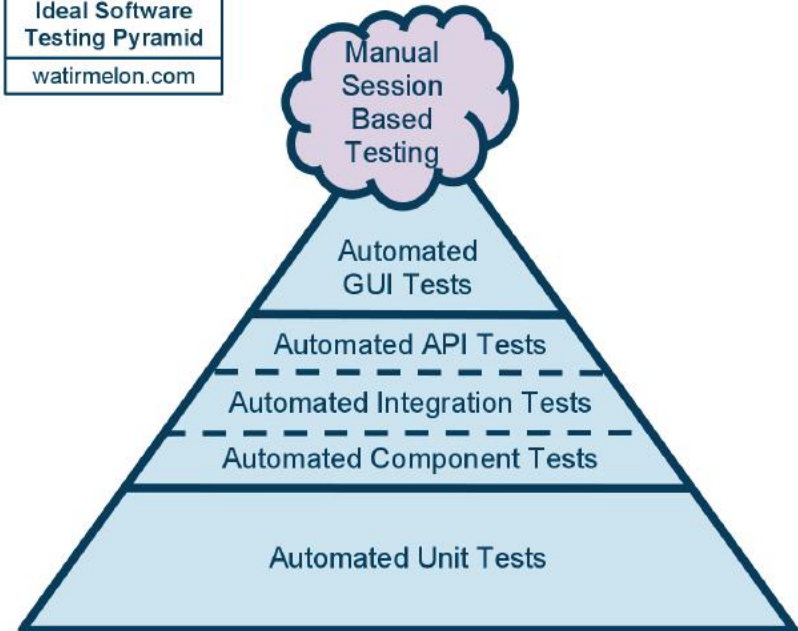 Ideal Software
Testing Pyramid
watirmelon.com
Manual
Session
Based
Testing
Automated
GUI Tests
Automated API Tests
Automated Integration Tests
Automated Component Tests
Automated Unit Tests